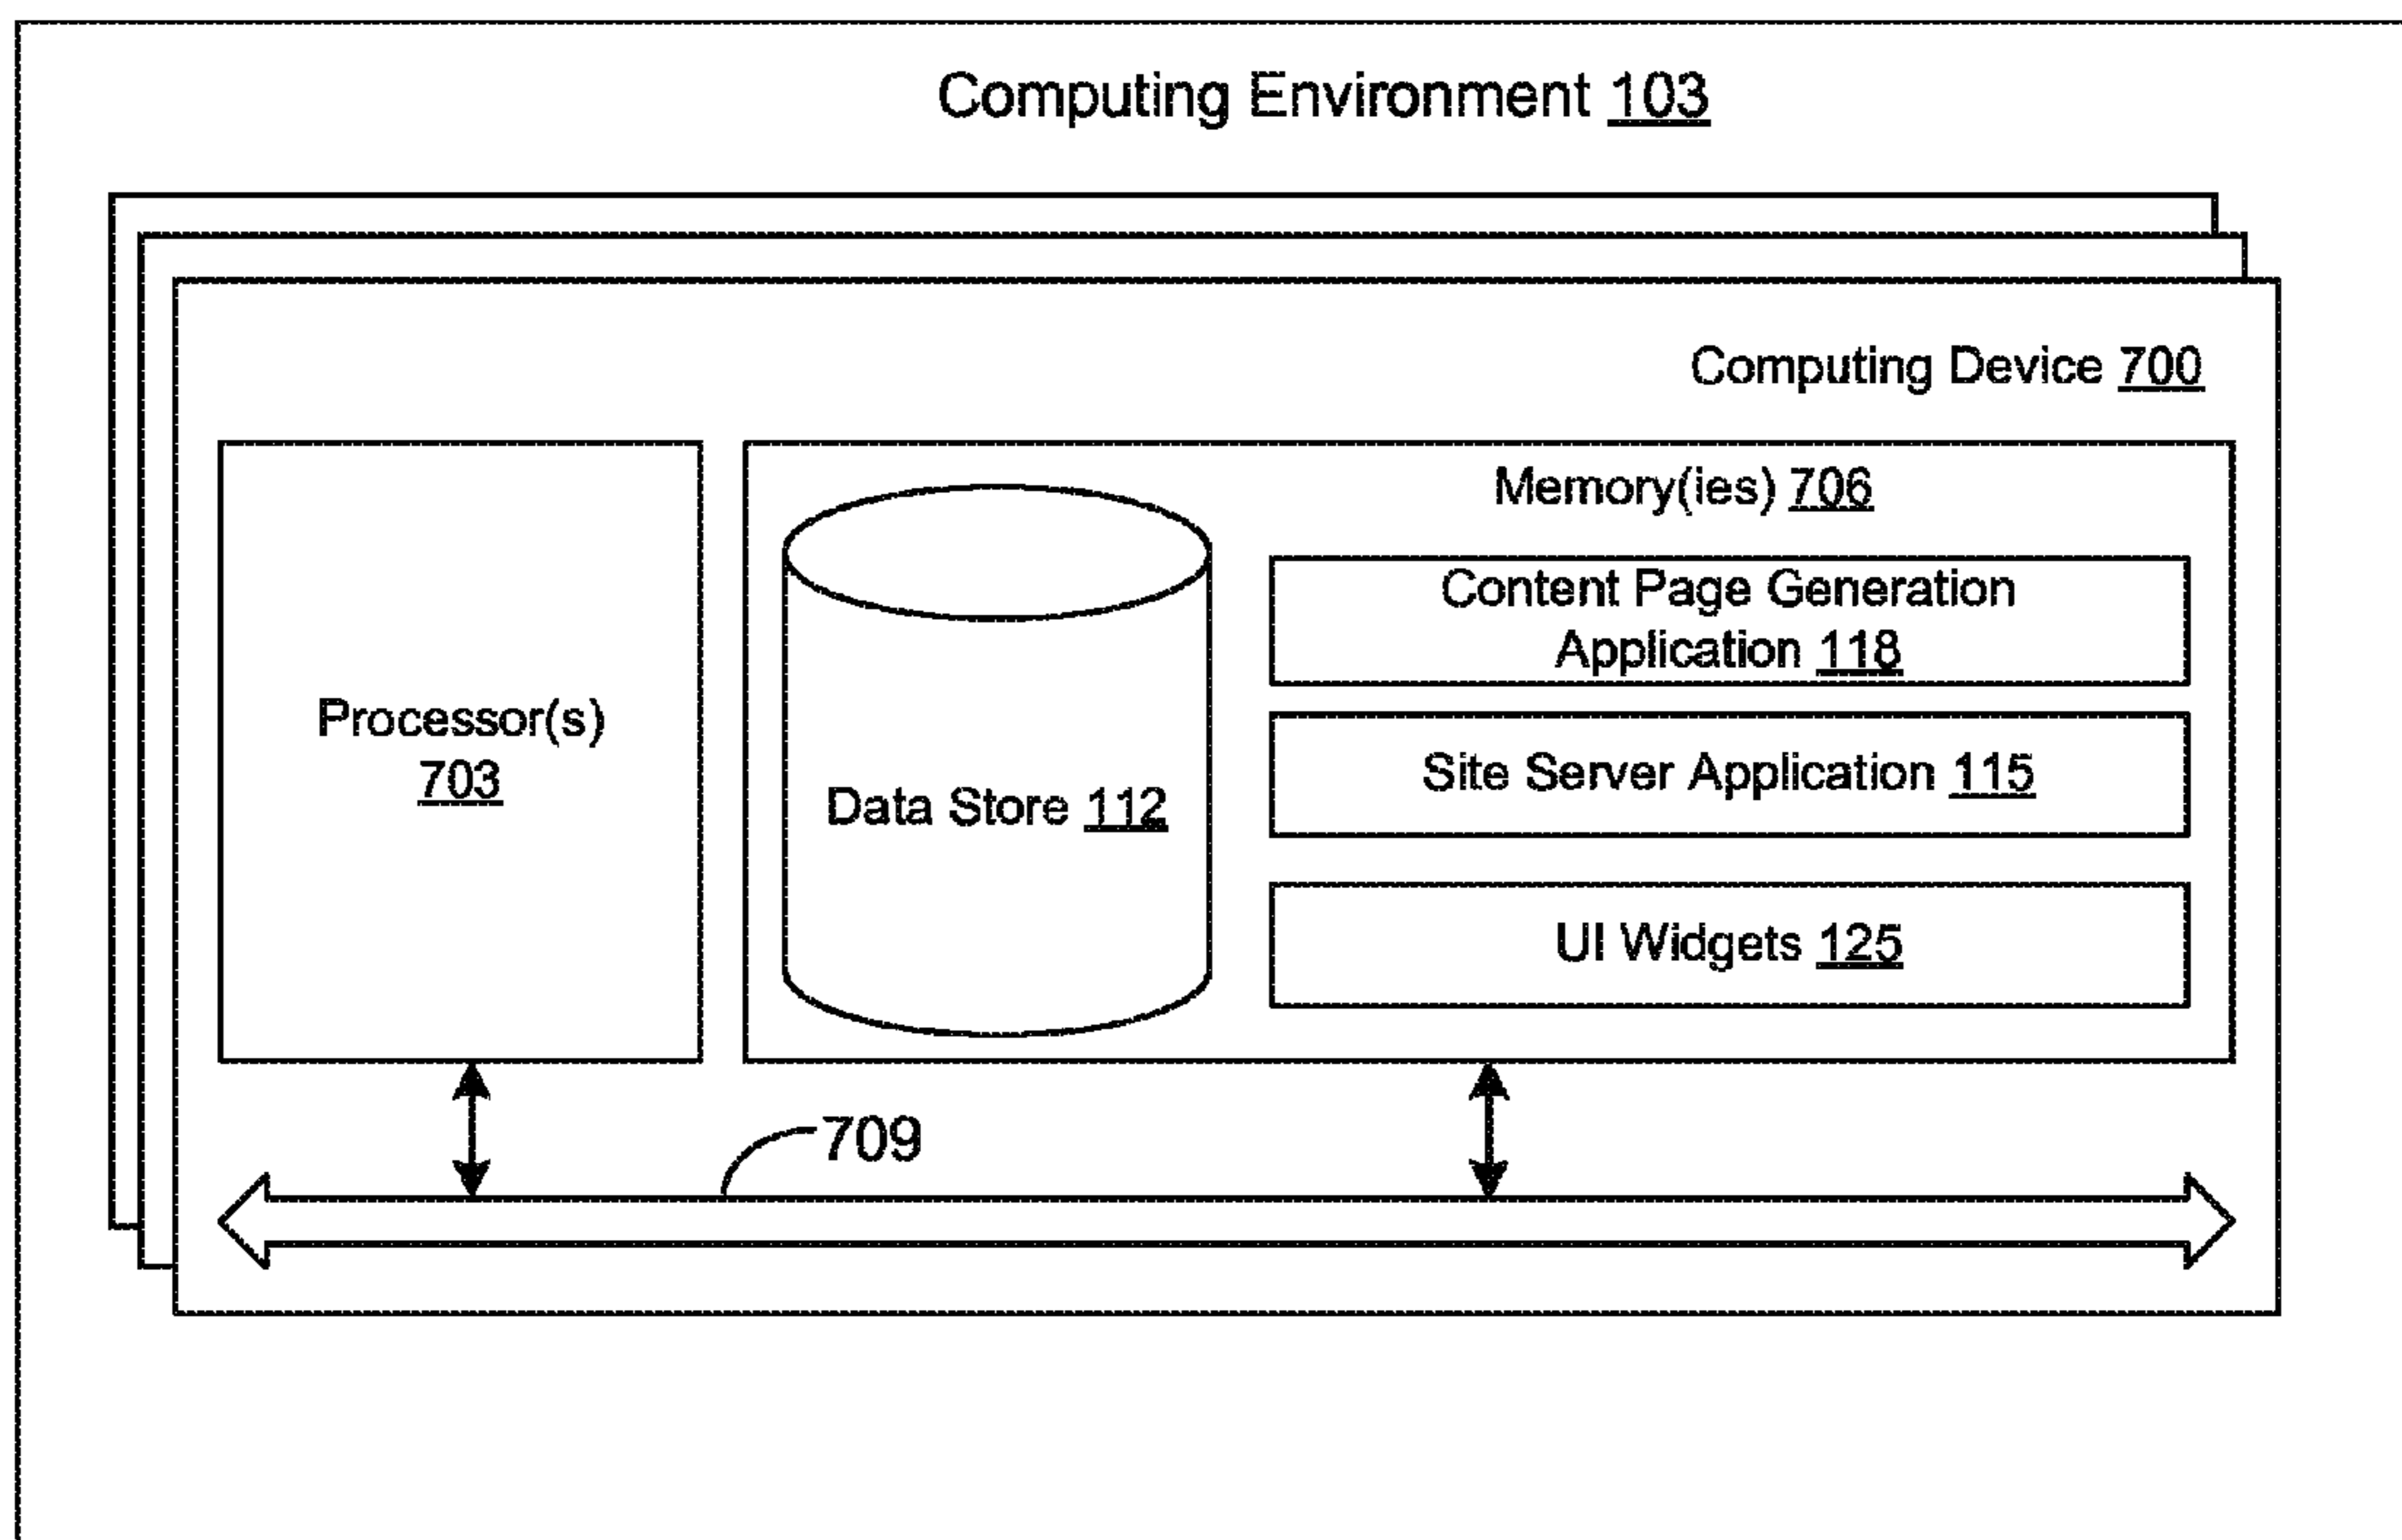 Computing Environment 103
Computing Device 700
Processor(s)
703
Memory(ies) 706
Data Store 112
Content Page Generation
Application 118
Site Server Application 115
UI Widgets 125
709